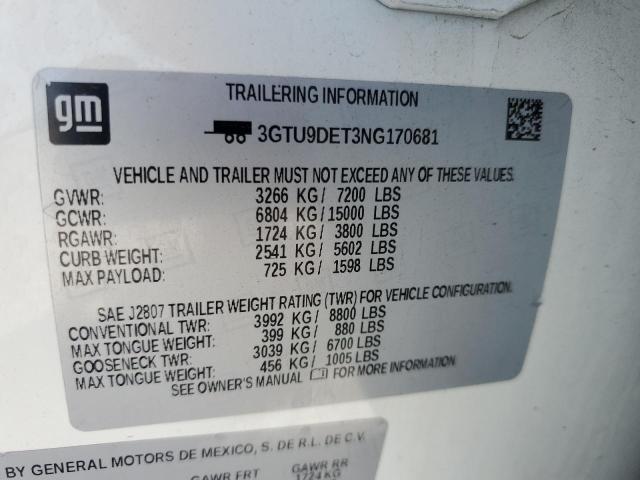 gm
TRAILERING INFORMATION
3GTU9DET3NG170681
VEHICLE AND TRAILER MUST NOT EXCEED ANY OF THESE VALUES.
GVWR: 3266 KG/ 7200 LBS
GCWR: 6804 KG/15000 LBS
RGAWR: 1724 KG/ 3800 LBS
CURB WEIGHT: 2541 KG/ 5602 LBS
MAX PAYLOAD: 725 KG/ 1598 LBS
SAE J2807 TRAILER WEIGHT RATING (TWR) FOR VEHICLE CONFIGURATION.
CONVENTIONAL TWR: 3992 KG/ 8800 LBS
MAX TONGUE WEIGHT: 399 KG/ 880 LBS
GOOSENECK TWR: 3039 KG/ 6700 LBS
MAX TONGUE WEIGHT: 456 KG/ 1005 LBS
SEE OWNER'S MANUAL FOR MORE INFORMATION
BY GENERAL MOTORS DE MEXICO, S. DE R.L. DE C.V.
GAWR FRT GAWR RR
1724 KG